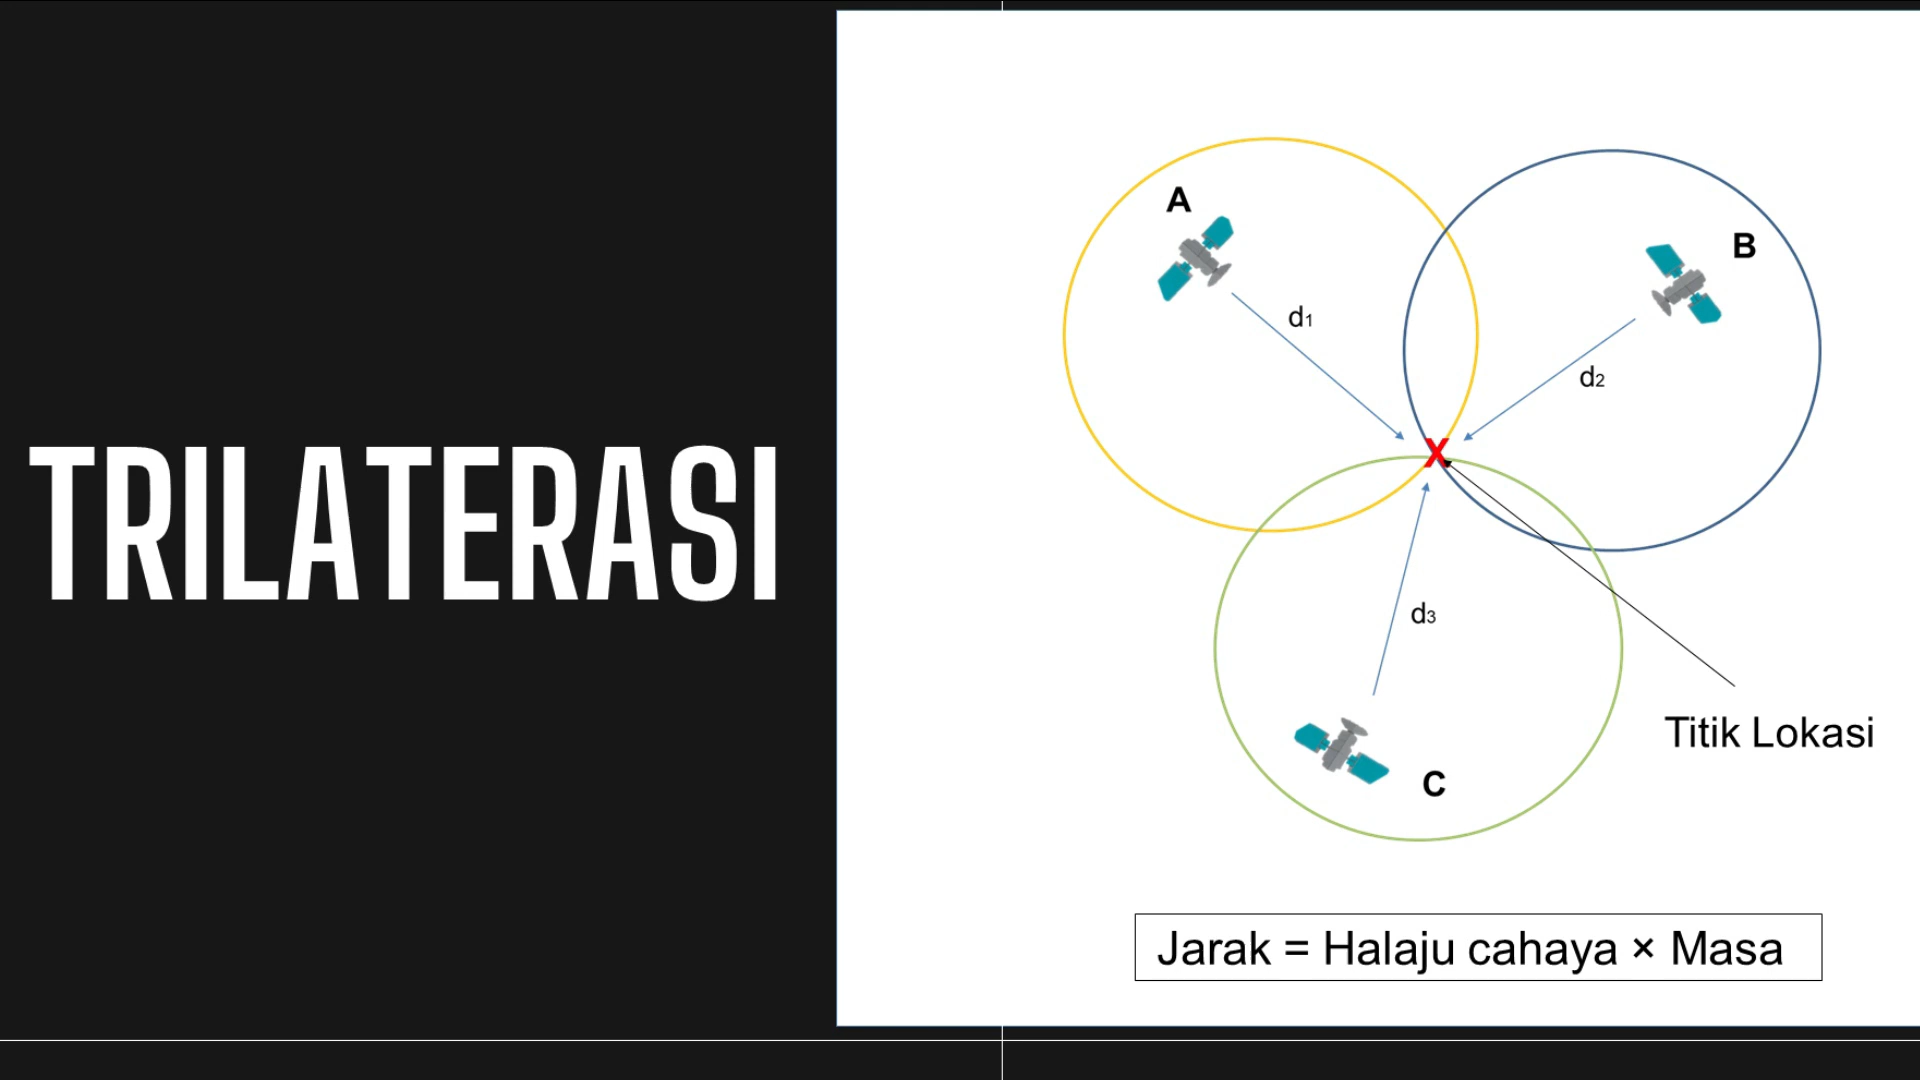 TRILATERASI
A
B
d1
d2
X
d3
Titik Lokasi
C
Jarak = Halaju cahaya × Masa